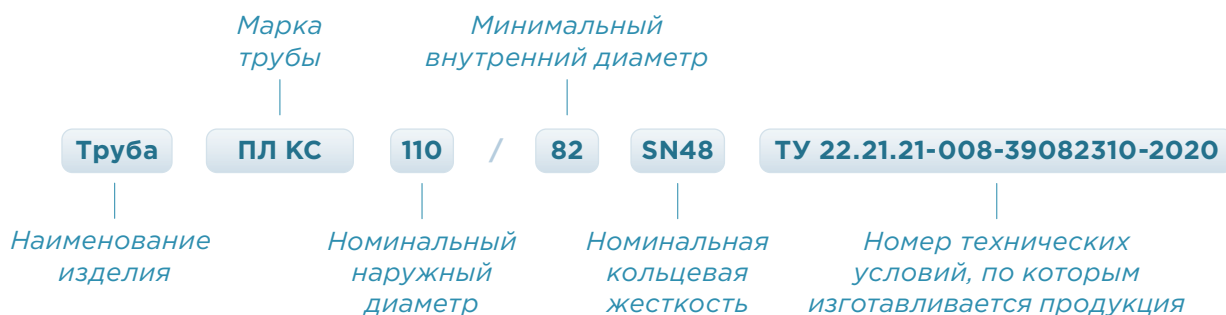 Марка
трубы
Минимальный
внутренний диаметр
Труба ПЛ КС 110 / 82 SN48 ТУ 22.21.21-008-39082310-2020
Наименование
изделия
Номинальный
наружный
диаметр
Номинальная
кольцевая
жесткость
Номер технических
условий, по которым
изготавливается продукция